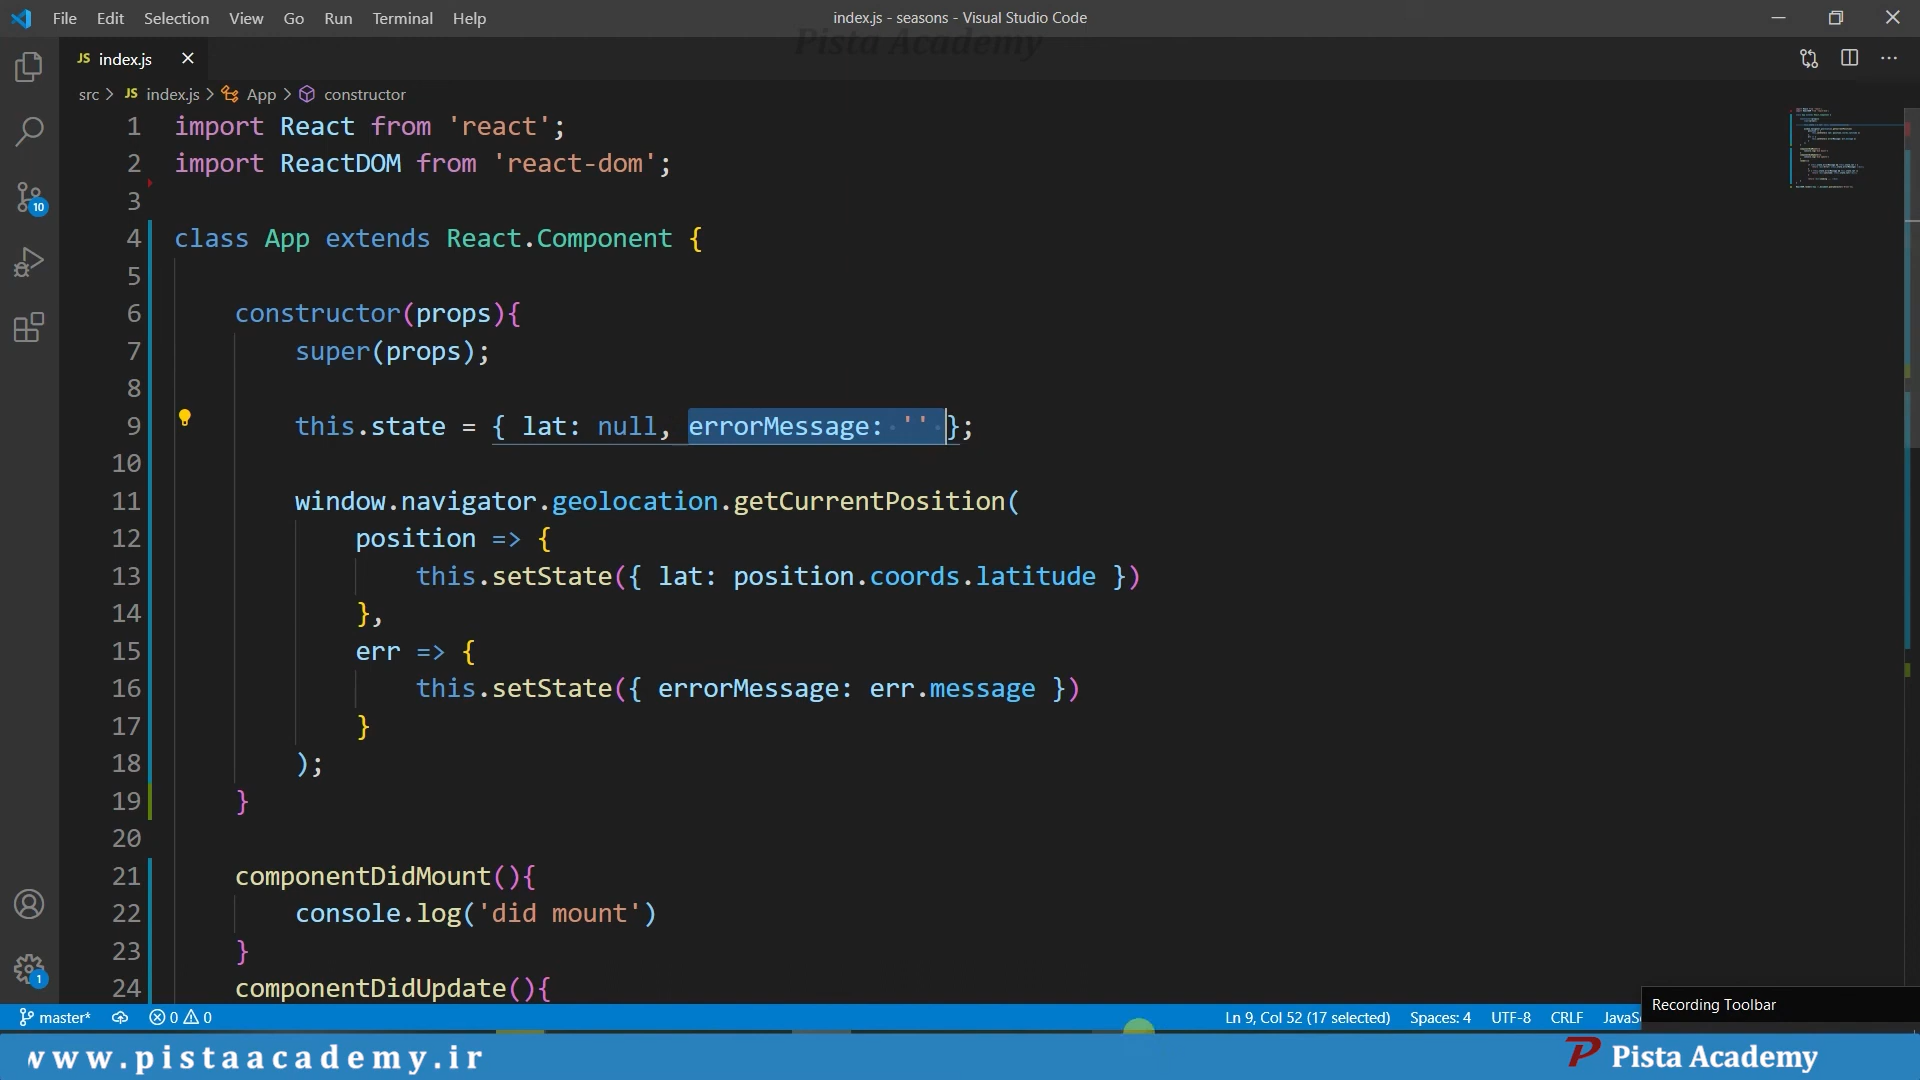 File Edit Selection View Go Run Terminal Help
index.js - seasons - Visual Studio Code
Pista Academy
JS index.js
src > JS index.js > App > constructor
1 import React from 'react';
2 import ReactDOM from 'react-dom';
3
4 class App extends React.Component {
5
6 constructor(props){
7 super(props);
8
9 this.state = { lat: null, errorMessage: '' };
10
11 window.navigator.geolocation.getCurrentPosition(
12 position => {
13 this.setState({ lat: position.coords.latitude })
14 },
15 err => {
16 this.setState({ errorMessage: err.message })
17 }
18 );
19 }
20
21 componentDidMount(){
22 console.log('did mount')
23 }
24 componentDidUpdate(){
10
1
master* 0 0 Ln 9, Col 52 (17 selected) Spaces: 4 UTF-8 CRLF JavaS
Recording Toolbar
www.pistaacademy.ir
Pista Academy